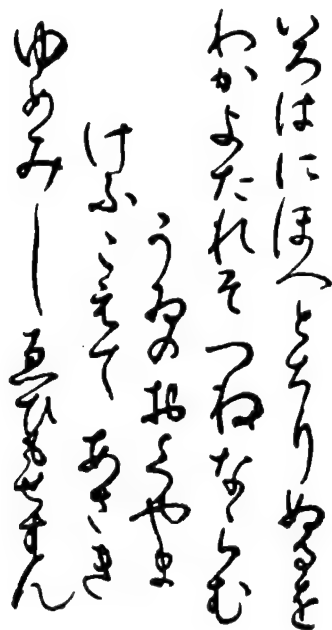 いろはにほへとちりぬるを
わかよたれそつねならむ
うゐのおくやま
けふこえてあさき
ゆめみしゑひもせすん